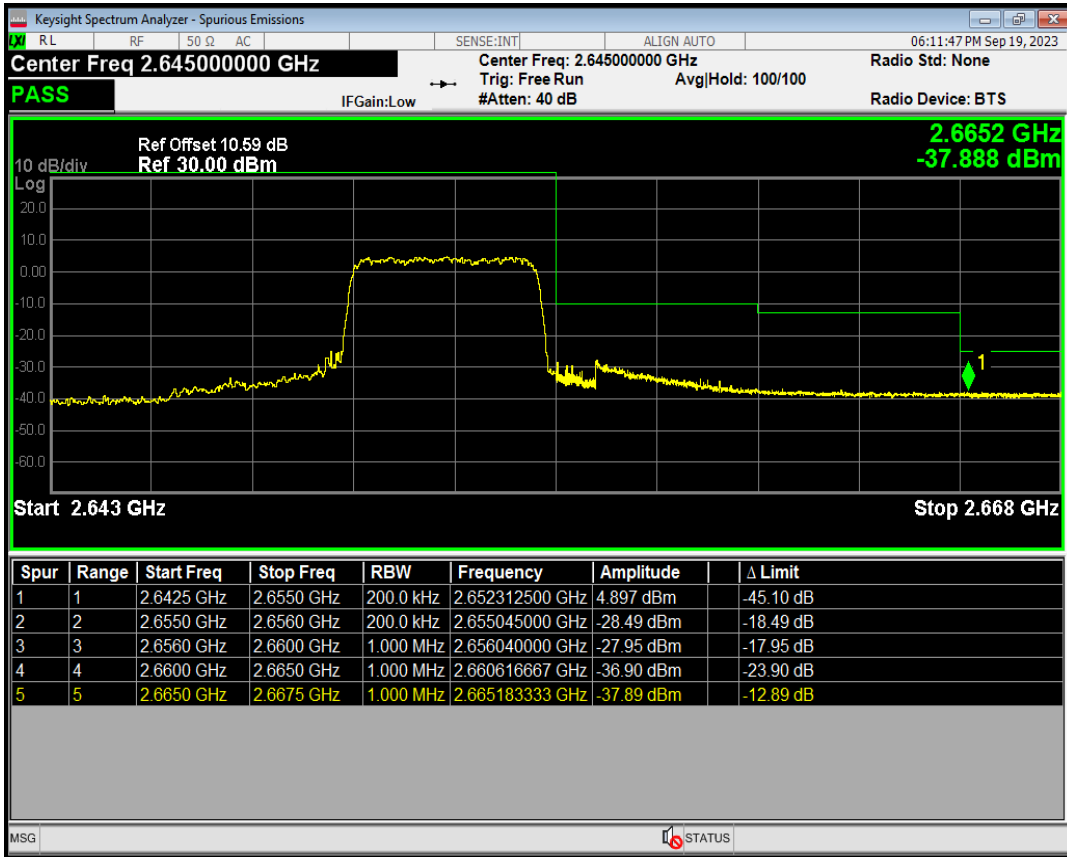 Keysight Spectrum Analyzer - Spurious Emissions
LXI RL RF 50 Ω AC SENSE:INT ALIGN AUTO 06:11:47 PM Sep 19, 2023
Center Freq 2.645000000 GHz Center Freq: 2.645000000 GHz Radio Std: None
Trig: Free Run Avg|Hold: 100/100
PASS IFGain:Low #Atten: 40 dB Radio Device: BTS
Ref Offset 10.59 dB 2.6652 GHz
10 dB/div Ref 30.00 dBm -37.888 dBm
Log
20.0
10.0
0.00
-10.0
-20.0
-30.0
1
-40.0
-50.0
-60.0
Start 2.643 GHz Stop 2.668 GHz
Spur Range Start Freq Stop Freq RBW Frequency Amplitude Δ Limit
1 1 2.6425 GHz 2.6550 GHz 200.0 kHz 2.652312500 GHz 4.897 dBm -45.10 dB
2 2 2.6550 GHz 2.6560 GHz 200.0 kHz 2.655045000 GHz -28.49 dBm -18.49 dB
3 3 2.6560 GHz 2.6600 GHz 1.000 MHz 2.656040000 GHz -27.95 dBm -17.95 dB
4 4 2.6600 GHz 2.6650 GHz 1.000 MHz 2.660616667 GHz -36.90 dBm -23.90 dB
5 5 2.6650 GHz 2.6675 GHz 1.000 MHz 2.665183333 GHz -37.89 dBm -12.89 dB
MSG STATUS